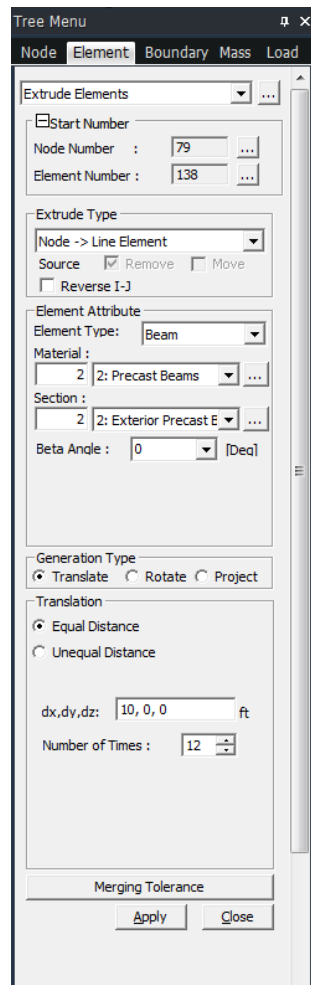 Tree Menu
Node Element Boundary Mass Load
Extrude Elements ...
Start Number
Node Number : 79 ...
Element Number : 138 ...
Extrude Type
Node -> Line Element
Source Remove Move
Reverse I-J
Element Attribute
Element Type: Beam
Material :
2 2: Precast Beams ...
Section :
2 2: Exterior Precast B ...
Beta Angle : 0 [Deg]
Generation Type
Translate Rotate Project
Translation
Equal Distance
Unequal Distance
dx,dy,dz: 10, 0, 0 ft
Number of Times : 12
Merging Tolerance
Apply Close